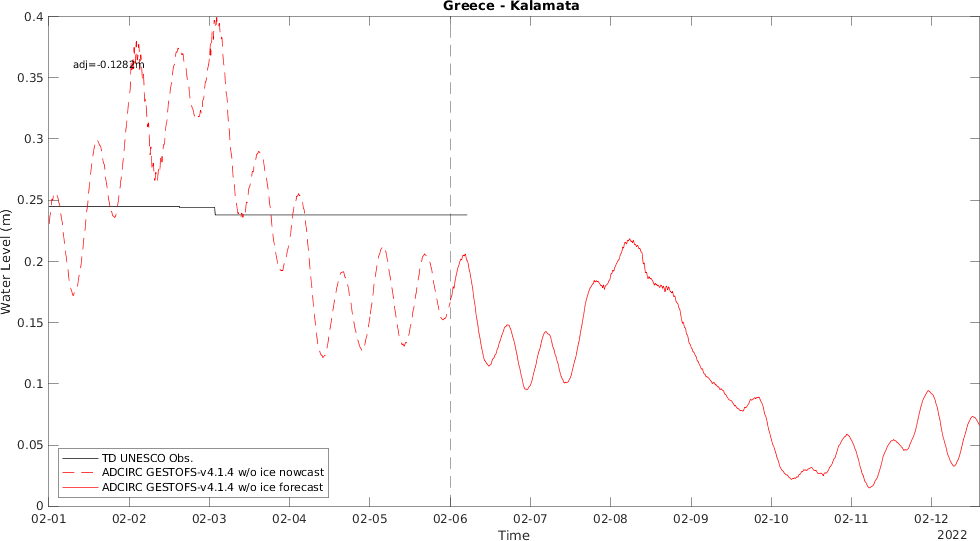 Greece - Kalamata
adj=-0.1282m
Water Level (m)
0.4
0.35
0.3
0.25
0.2
0.15
0.1
0.05
0
TD UNESCO Obs.
ADCIRC GESTOFS-v4.1.4 w/o ice nowcast
ADCIRC GESTOFS-v4.1.4 w/o ice forecast
02-01 02-02 02-03 02-04 02-05 02-06 02-07 02-08 02-09 02-10 02-11 02-12
Time
2022